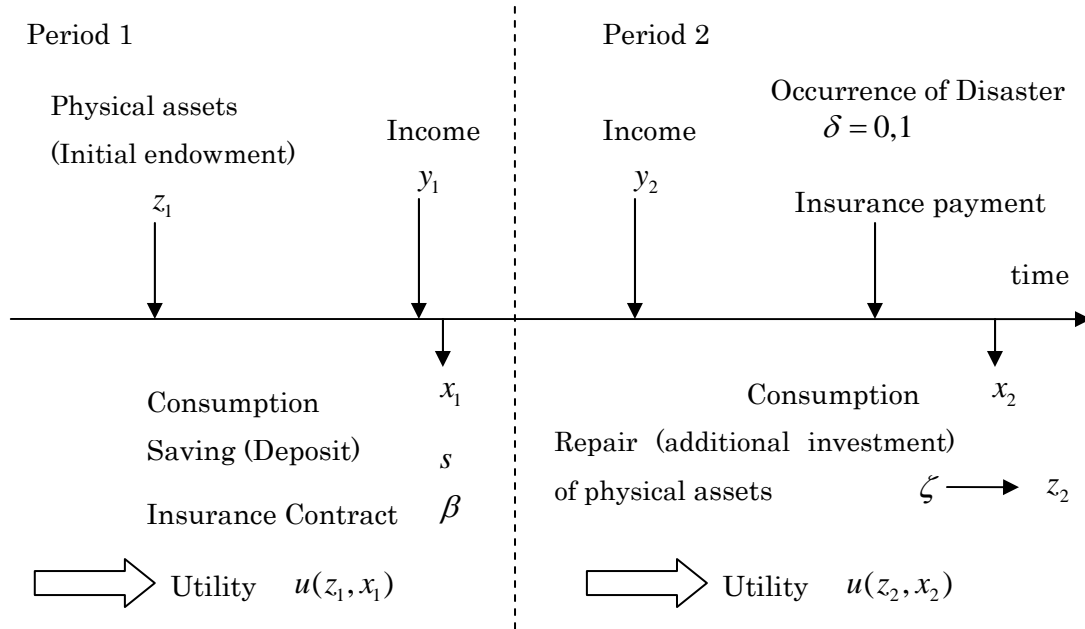 Period 1
Physical assets
(Initial endowment)
z₁
Income
y₁
x₁
Consumption
Saving (Deposit) s
Insurance Contract β
Utility u(z₁, x₁)
Period 2
Income
y₂
Occurrence of Disaster
δ = 0,1
Insurance payment
time
Consumption x₂
Repair (additional investment)
of physical assets ζ z₂
Utility u(z₂, x₂)